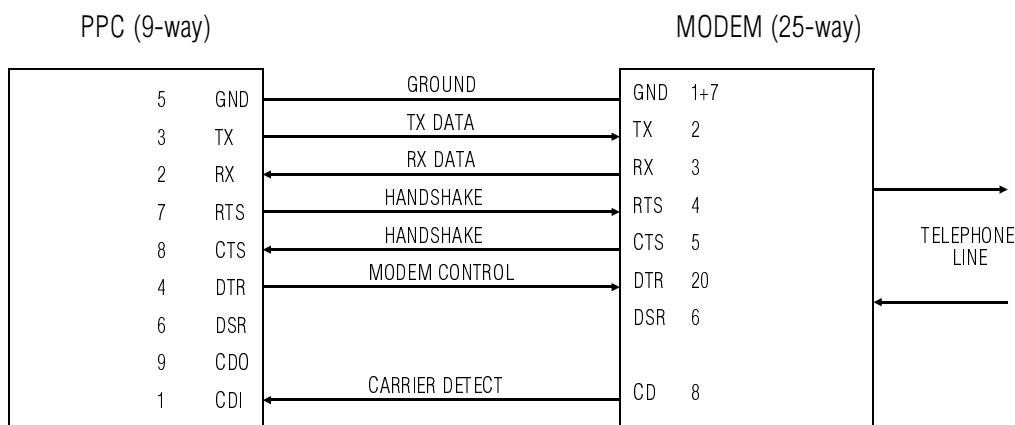 PPC (9-way) MODEM (25-way)
5 GND GROUND GND 1+7
3 TX TX DATA TX 2
2 RX RX DATA RX 3
7 RTS HANDSHAKE RTS 4
8 CTS HANDSHAKE CTS 5
4 DTR MODEM CONTROL DTR 20
6 DSR DSR 6
9 CDO
1 CDI CARRIER DETECT CD 8
TELEPHONE
LINE